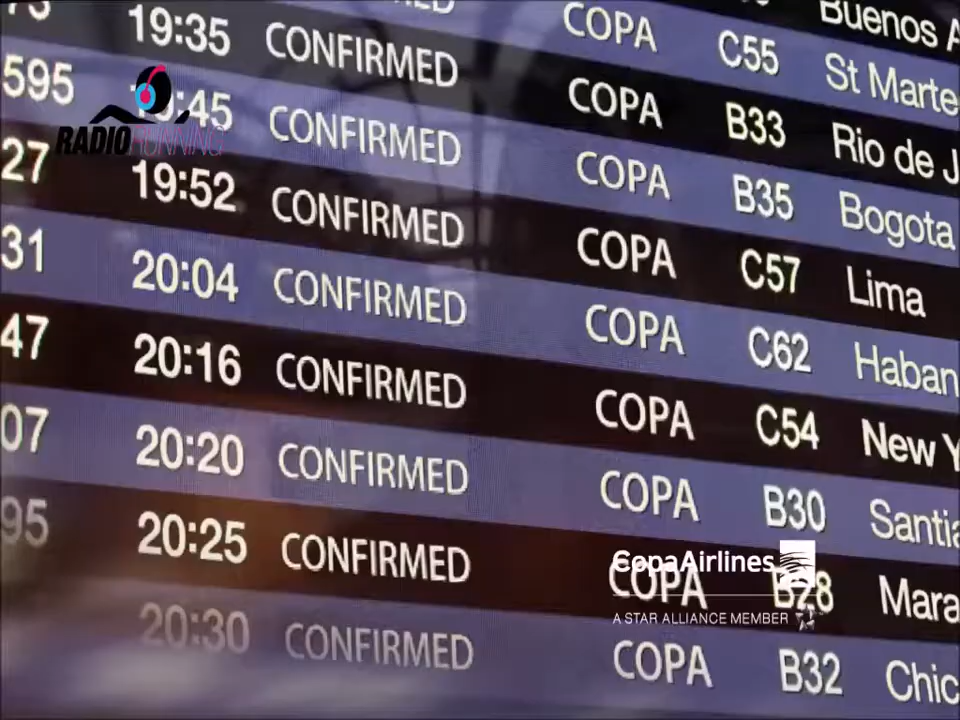 Buenos A
COPA C55 St Marte
19:35 CONFIRMED COPA B33 Rio de J
595 :45 CONFIRMED COPA B35 Bogota
RADIORUNNING
27 19:52 CONFIRMED COPA C57 Lima
31 20:04 CONFIRMED COPA C62 Haban
47 20:16 CONFIRMED COPA C54 New Y
07 20:20 CONFIRMED COPA B30 Santia
95 20:25 CONFIRMED COPA B28 Mara
20:30 CONFIRMED COPA B32 Chic
CopaAirlines
A STAR ALLIANCE MEMBER